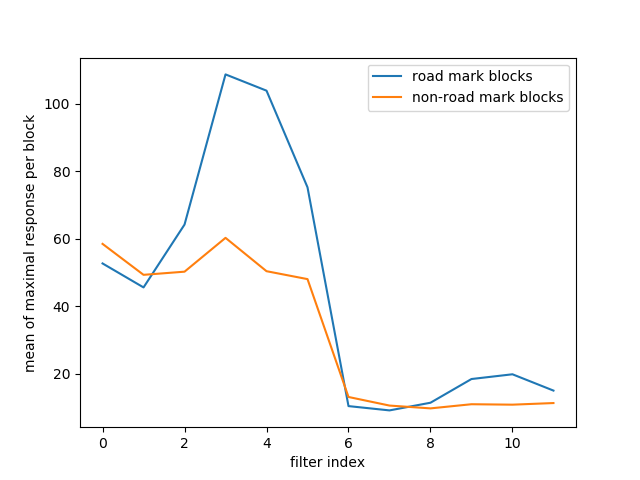 road mark blocks
non-road mark blocks
mean of maximal response per block
100
80
60
40
20
0 2 4 6 8 10
filter index